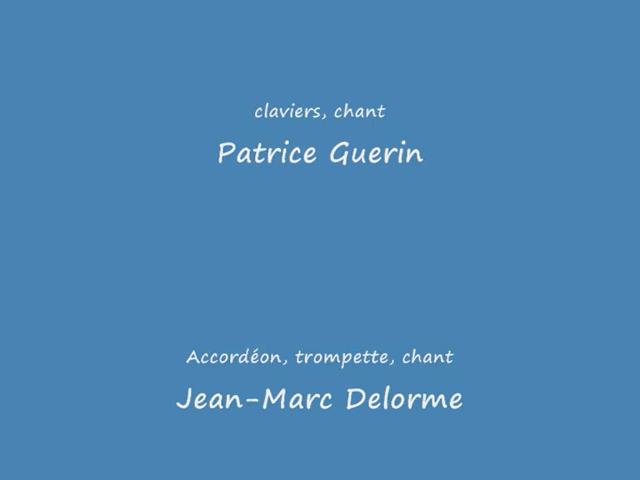 claviers, chant
Patrice Guerin
Accordéon, trompette, chant
Jean-Marc Delorme